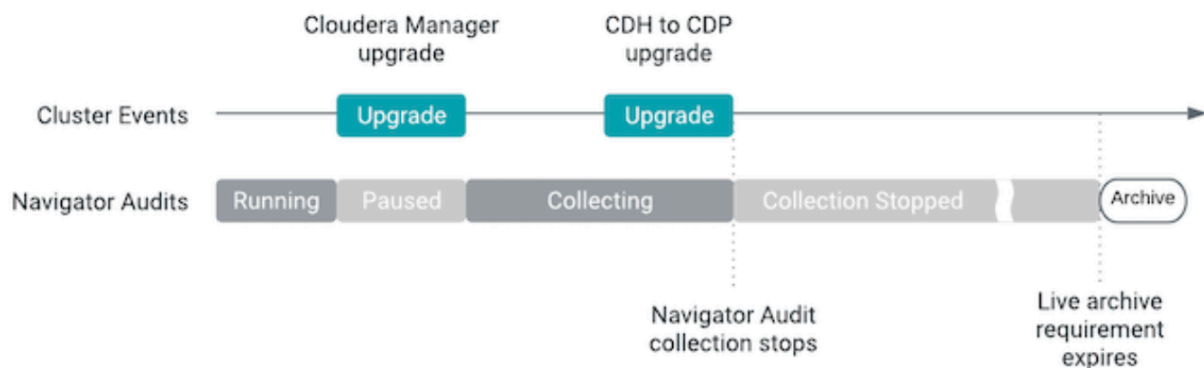 Cloudera Manager
upgrade
CDH to CDP
upgrade
Cluster Events
Upgrade
Upgrade
Navigator Audits
Running
Paused
Collecting
Collection Stopped
Archive
Navigator Audit
collection stops
Live archive
requirement
expires